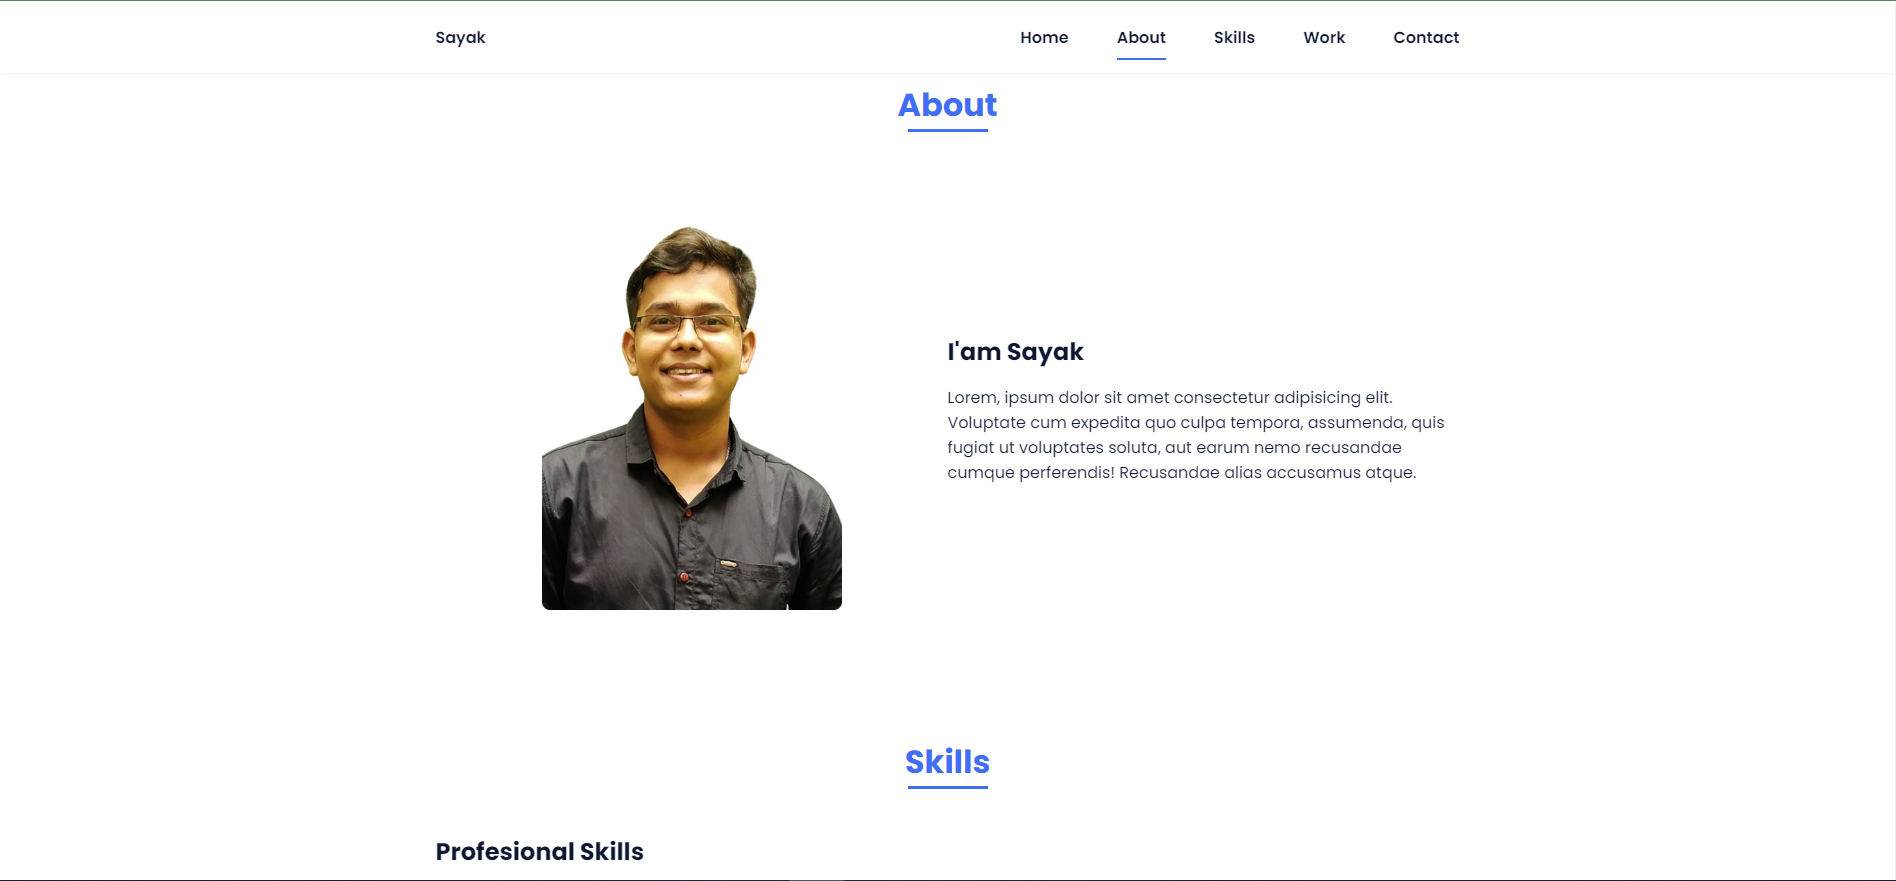 Sayak
Home About Skills Work Contact
About
I'am Sayak
Lorem, ipsum dolor sit amet consectetur adipisicing elit.
Voluptate cum expedita quo culpa tempora, assumenda, quis
fugiat ut voluptates soluta, aut earum nemo recusandae
cumque perferendis! Recusandae alias accusamus atque.
Skills
Profesional Skills